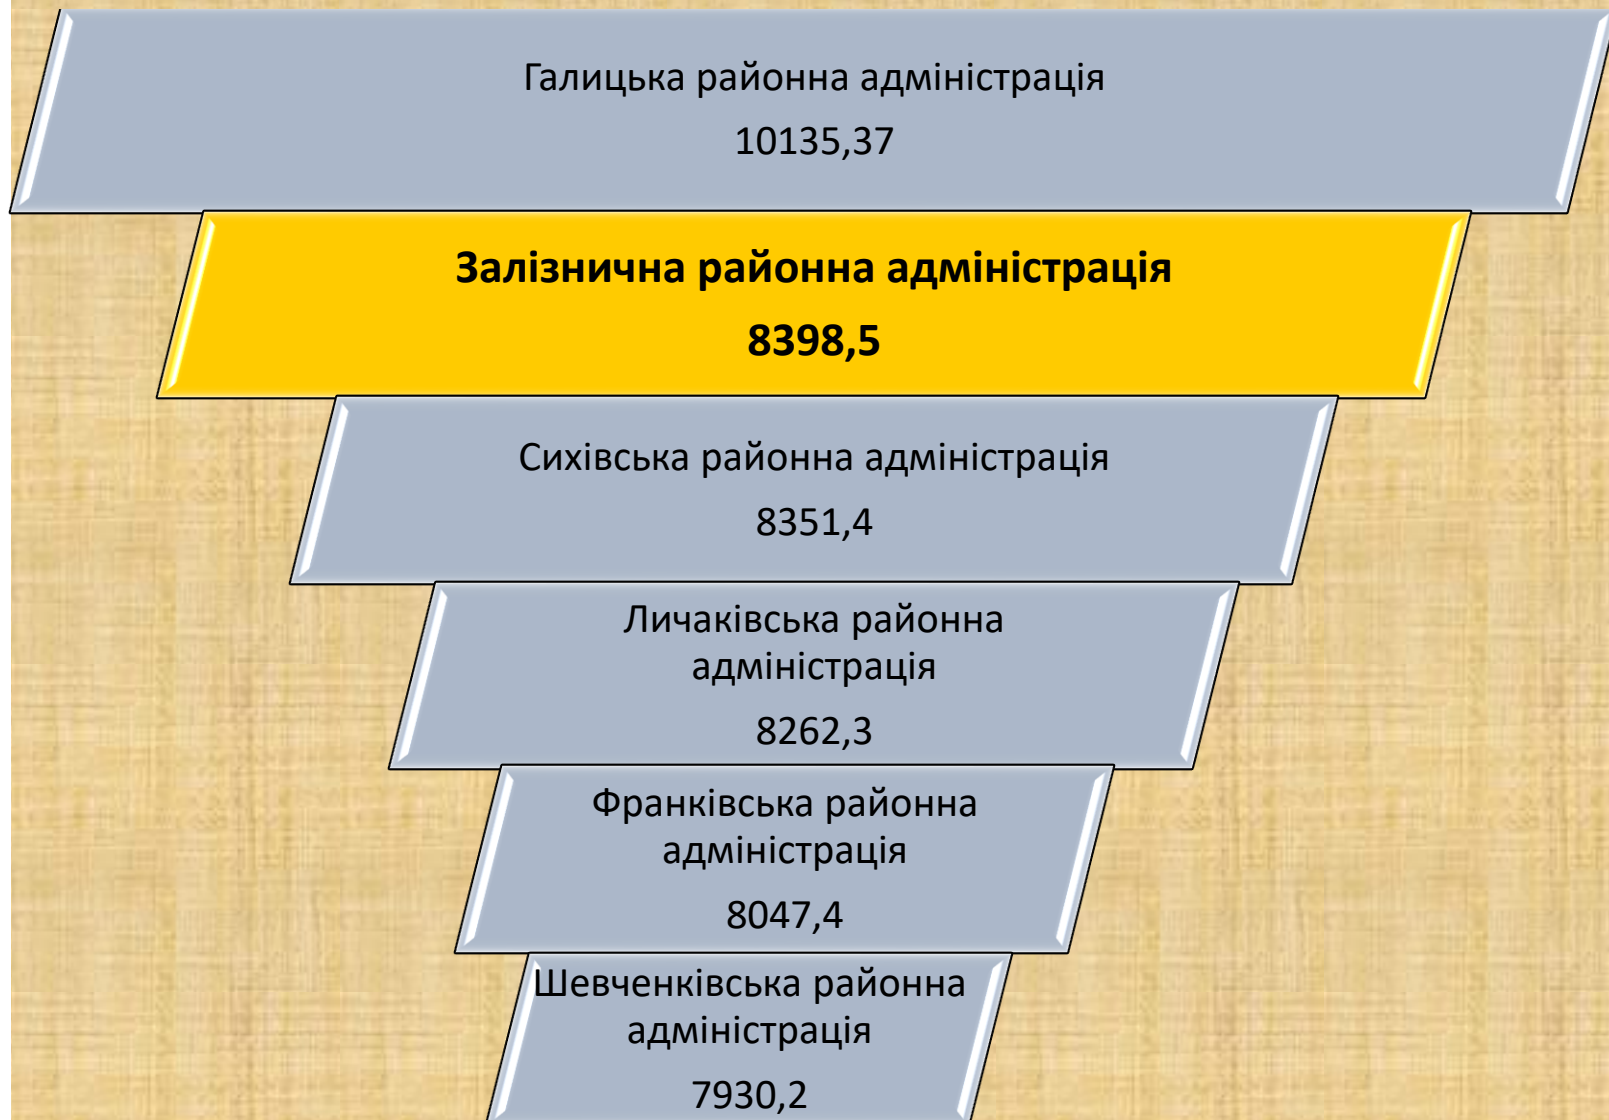 Галицька районна адміністрація
10135,37
Залізнична районна адміністрація
8398,5
Сихівська районна адміністрація
8351,4
Личаківська районна
адміністрація
8262,3
Франківська районна
адміністрація
8047,4
Шевченківська районна
адміністрація
7930,2